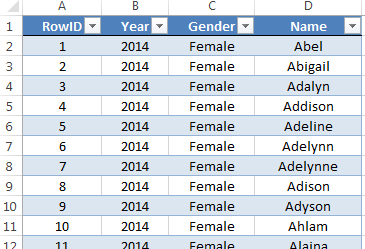 A B C D
1 RowID Year Gender Name
2 1 2014 Female Abel
3 2 2014 Female Abigail
4 3 2014 Female Adalyn
5 4 2014 Female Addison
6 5 2014 Female Adeline
7 6 2014 Female Adelynn
8 7 2014 Female Adelynne
9 8 2014 Female Adison
10 9 2014 Female Adyson
11 10 2014 Female Ahlam
12 11 2014 Female Alaina